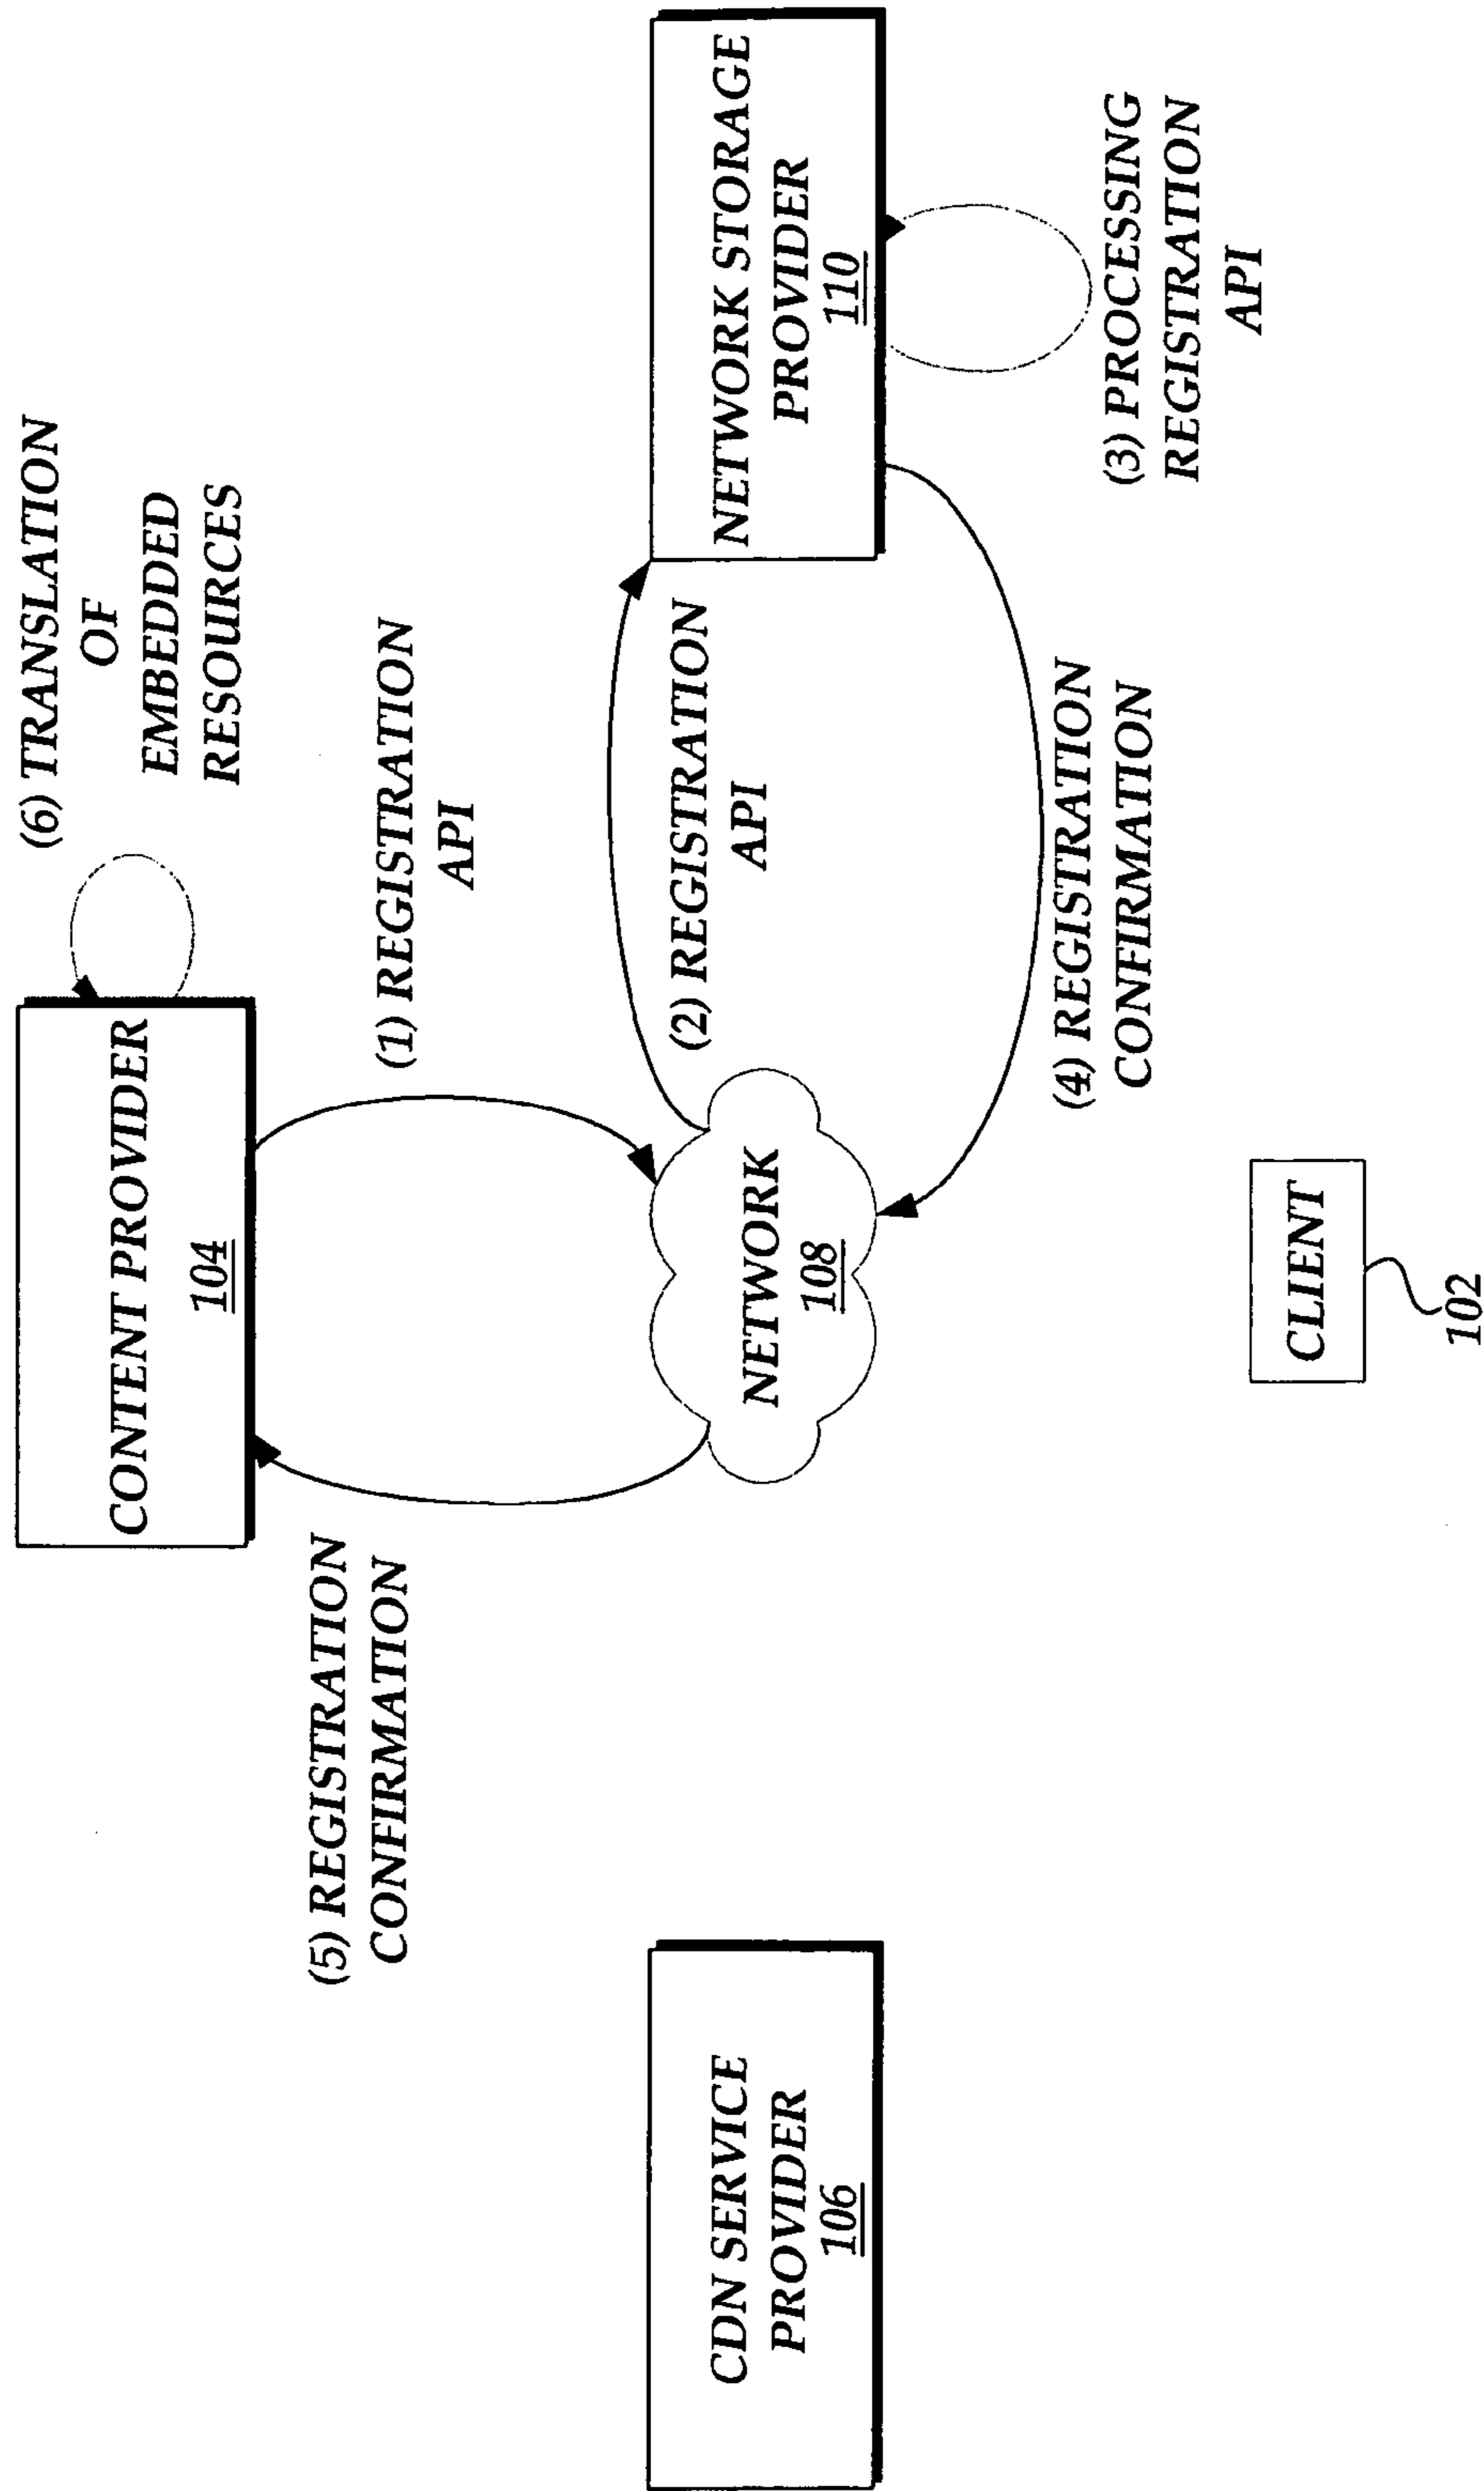 (6) TRANSLATION
OF
EMBEDDED
RESOURCES
CONTENT PROVIDER
104
(5) REGISTRATION
CONFIRMATION
(1) REGISTRATION
API
CDN SERVICE
PROVIDER
106
NETWORK
108
(2) REGISTRATION
API
NETWORK STORAGE
PROVIDER
110
(4) REGISTRATION
CONFIRMATION
(3) PROCESSING
REGISTRATION
API
CLIENT
102